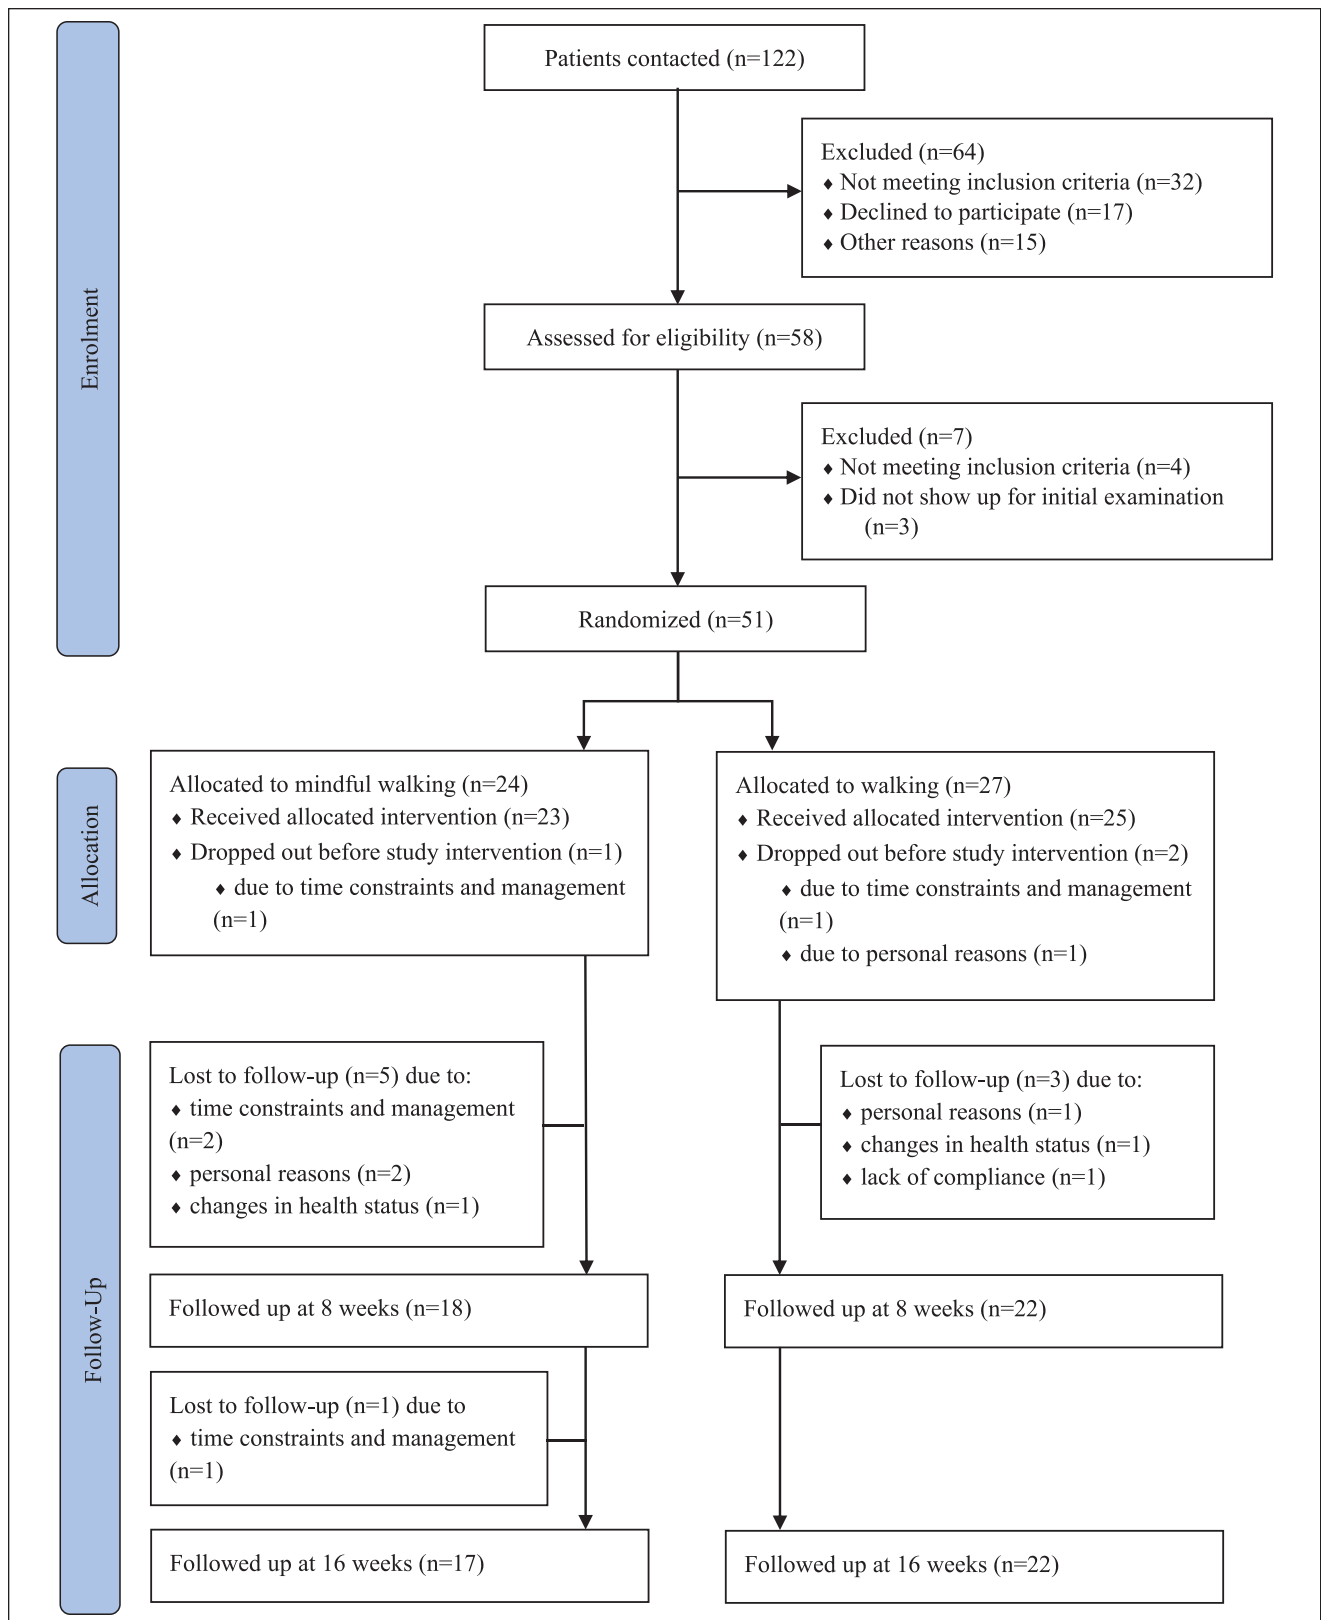 Enrolment
Patients contacted (n=122)
Excluded (n=64)
♦ Not meeting inclusion criteria (n=32)
♦ Declined to participate (n=17)
♦ Other reasons (n=15)
Assessed for eligibility (n=58)
Excluded (n=7)
♦ Not meeting inclusion criteria (n=4)
♦ Did not show up for initial examination
(n=3)
Randomized (n=51)
Allocation
Allocated to mindful walking (n=24)
♦ Received allocated intervention (n=23)
♦ Dropped out before study intervention (n=1)
♦ due to time constraints and management
(n=1)
Allocated to walking (n=27)
♦ Received allocated intervention (n=25)
♦ Dropped out before study intervention (n=2)
♦ due to time constraints and management
(n=1)
♦ due to personal reasons (n=1)
Follow-Up
Lost to follow-up (n=5) due to:
♦ time constraints and management
(n=2)
♦ personal reasons (n=2)
♦ changes in health status (n=1)
Lost to follow-up (n=3) due to:
♦ personal reasons (n=1)
♦ changes in health status (n=1)
♦ lack of compliance (n=1)
Followed up at 8 weeks (n=18)
Followed up at 8 weeks (n=22)
Lost to follow-up (n=1) due to
♦ time constraints and management
(n=1)
Followed up at 16 weeks (n=17)
Followed up at 16 weeks (n=22)